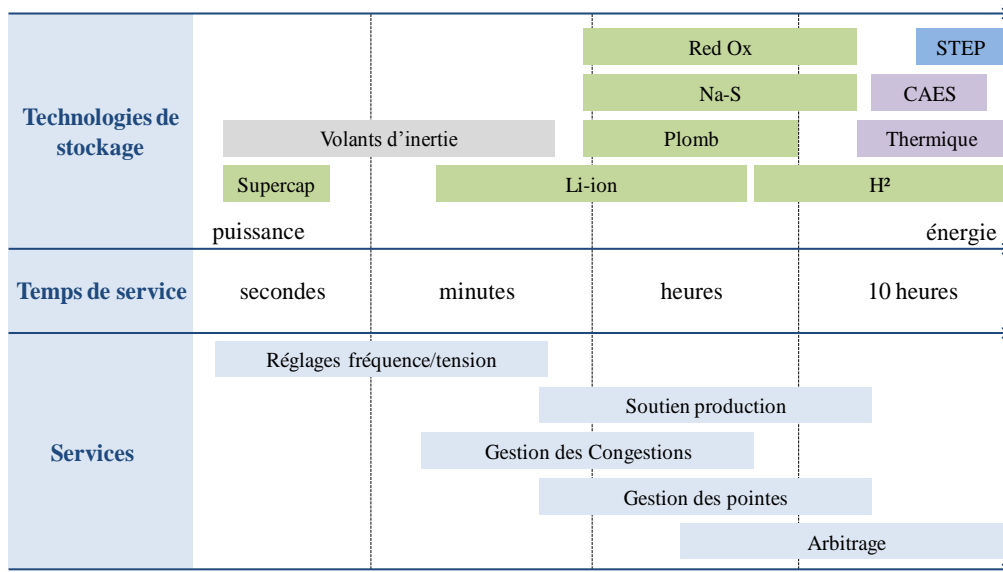 Red Ox
STEP
Na-S
CAES
Technologies de
stockage
Volants d’inertie
Plomb
Thermique
Supercap
Li-ion
H²
puissance
énergie
Temps de service
secondes
minutes
heures
10 heures
Réglages fréquence/tension
Soutien production
Services
Gestion des Congestions
Gestion des pointes
Arbitrage